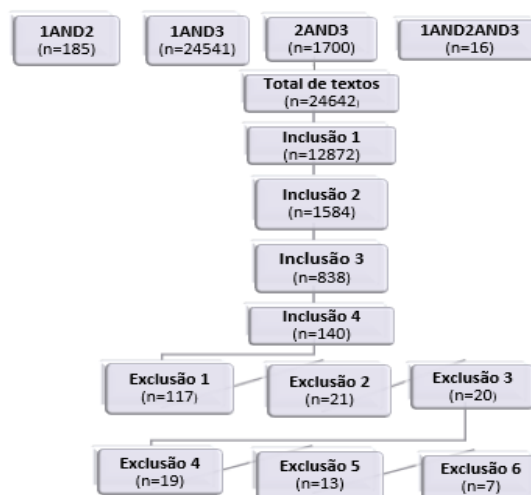 1AND2
(n=185)
1AND3
(n=24541)
2AND3
(n=1700)
1AND2AND3
(n=16)
Total de textos
(n=24642)
Inclusão 1
(n=12872)
Inclusão 2
(n=1584)
Inclusão 3
(n=838)
Inclusão 4
(n=140)
Exclusão 1
(n=117)
Exclusão 2
(n=21)
Exclusão 3
(n=20)
Exclusão 4
(n=19)
Exclusão 5
(n=13)
Exclusão 6
(n=7)